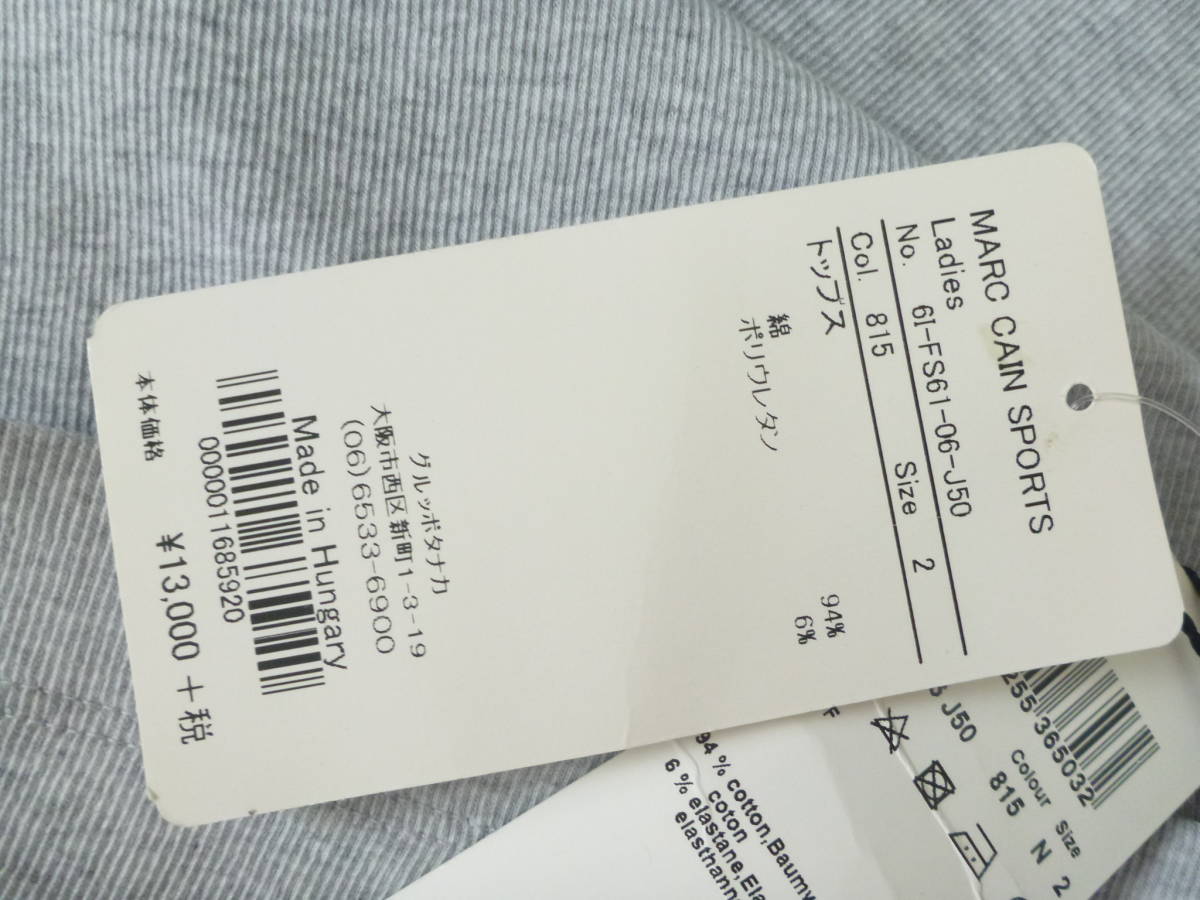 MARC CAIN SPORTS
Ladies
No. 6I-FS61-06-J50
Col. 815 Size 2
トップス
綿 94%
ポリウレタン 6%
グルッポタナカ
大阪市西区新町1-3-19
(06)6533-6900
Made in Hungary
0000011685920
本体価格 ¥13,000 +税
255 365032
J50
Colour Size
815 N 2
94 % cotton,Baumw
coton
6 % elastane,Ela
elasthann